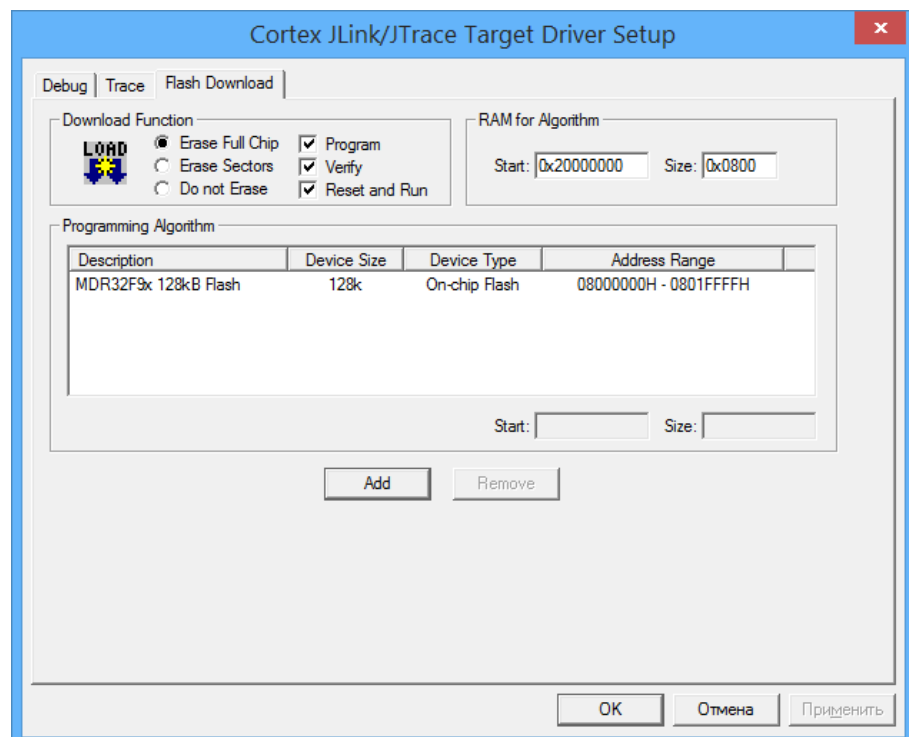 Cortex JLink/JTrace Target Driver Setup
Debug Trace Flash Download
Download Function
LOAD
Erase Full Chip
Erase Sectors
Do not Erase
Program
Verify
Reset and Run
RAM for Algorithm
Start: 0x20000000 Size: 0x0800
Programming Algorithm
Description Device Size Device Type Address Range
MDR32F9x 128kB Flash 128k On-chip Flash 08000000H - 0801FFFFH
Start: Size:
Add Remove
OK Отмена Применить